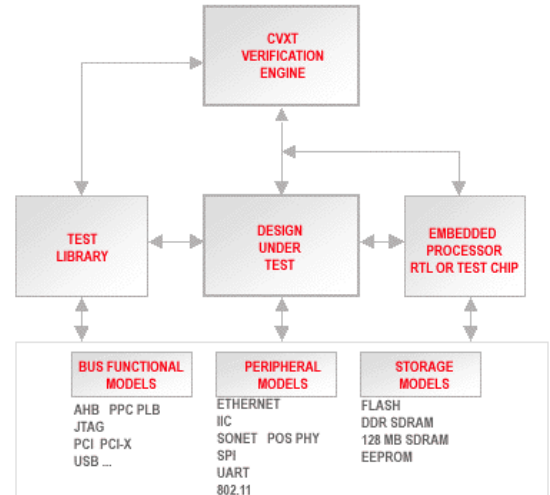 CVXT
VERIFICATION
ENGINE
TEST
LIBRARY
DESIGN
UNDER
TEST
EMBEDDED
PROCESSOR
RTL OR TEST CHIP
BUS FUNCTIONAL
MODELS
AHB PPC PLB
JTAG
PCI PCI-X
USB ...
PERIPHERAL
MODELS
ETHERNET
IIC
SONET POS PHY
SPI
UART
802.11
STORAGE
MODELS
FLASH
DDR SDRAM
128 MB SDRAM
EEPROM